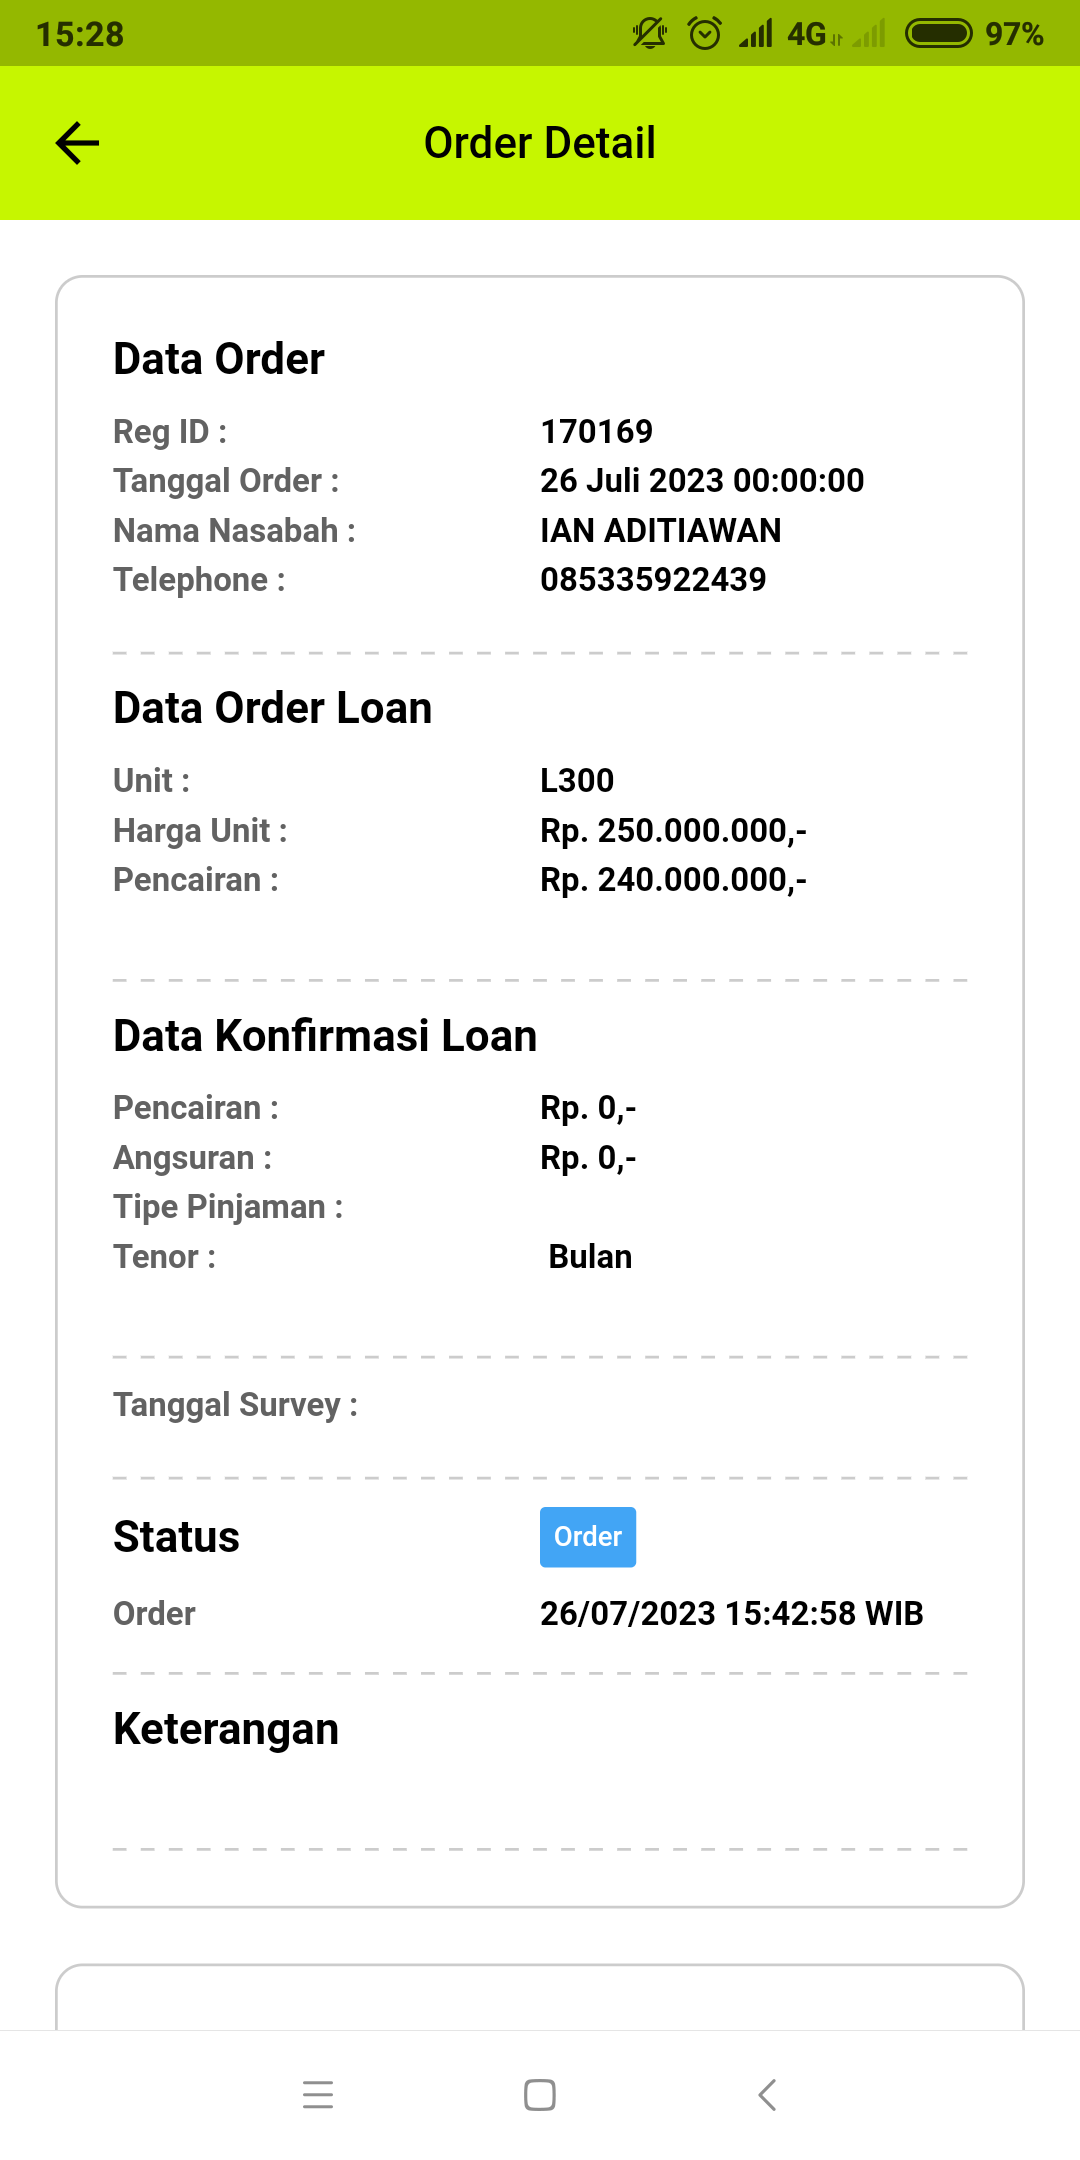 15:28 4G 97%
Order Detail
Data Order
Reg ID : 170169
Tanggal Order : 26 Juli 2023 00:00:00
Nama Nasabah : IAN ADITIAWAN
Telephone : 085335922439
Data Order Loan
Unit : L300
Harga Unit : Rp. 250.000.000,-
Pencairan : Rp. 240.000.000,-
Data Konfirmasi Loan
Pencairan : Rp. 0,-
Angsuran : Rp. 0,-
Tipe Pinjaman :
Tenor : Bulan
Tanggal Survey :
Status Order
Order 26/07/2023 15:42:58 WIB
Keterangan